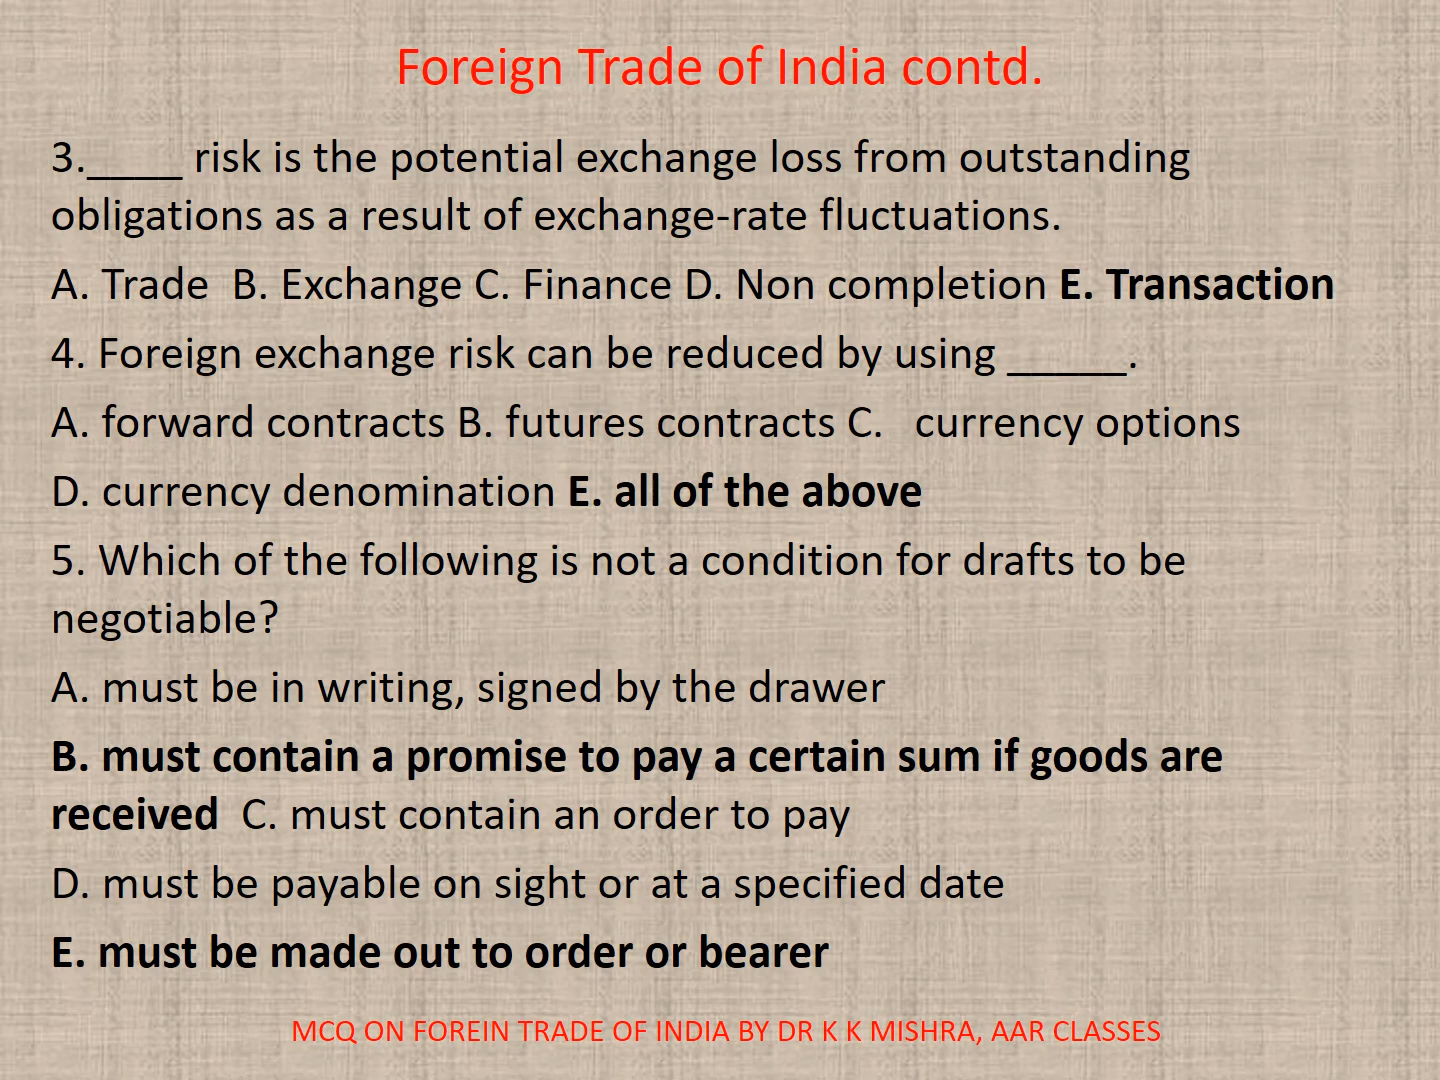 Foreign Trade of India contd.
3.____ risk is the potential exchange loss from outstanding
obligations as a result of exchange-rate fluctuations.
A. Trade  B. Exchange C. Finance D. Non completion E. Transaction
4. Foreign exchange risk can be reduced by using _____.
A. forward contracts B. futures contracts C.   currency options
D. currency denomination E. all of the above
5. Which of the following is not a condition for drafts to be
negotiable?
A. must be in writing, signed by the drawer
B. must contain a promise to pay a certain sum if goods are
received  C. must contain an order to pay
D. must be payable on sight or at a specified date
E. must be made out to order or bearer
MCQ ON FOREIN TRADE OF INDIA BY DR K K MISHRA, AAR CLASSES